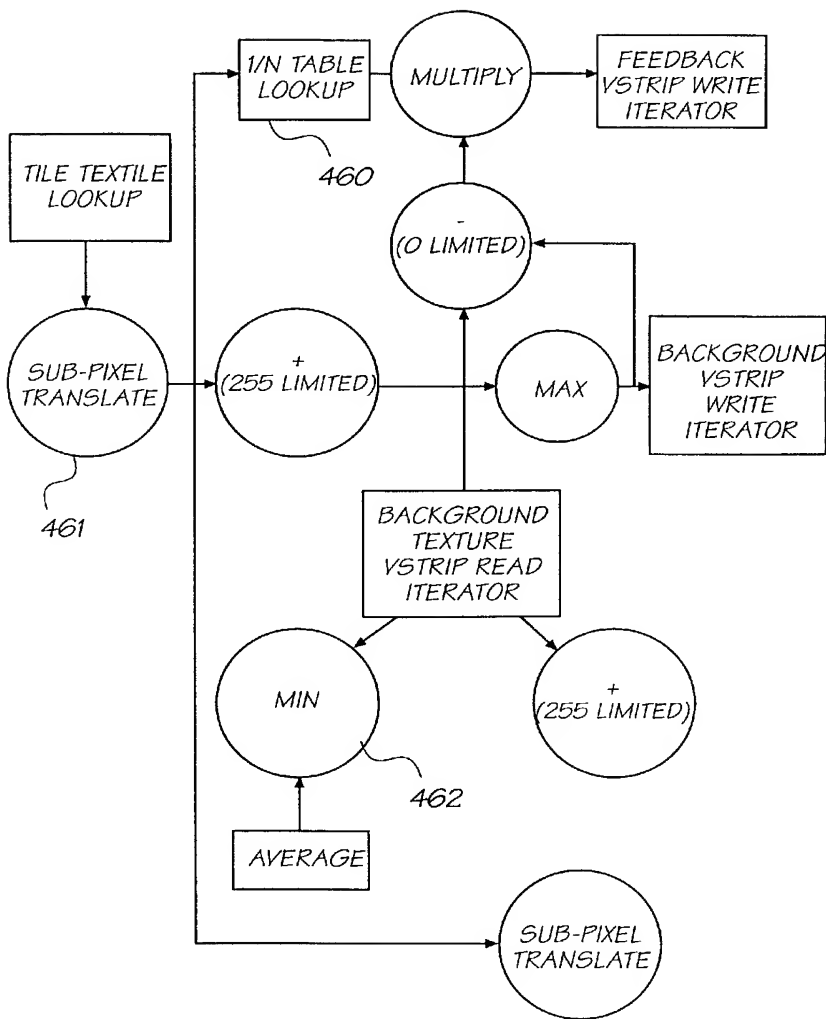 1/N TABLE
LOOKUP
MULTIPLY
FEEDBACK
VSTRIP WRITE
ITERATOR
460
TILE TEXTILE
LOOKUP
-
(0 LIMITED)
SUB-PIXEL
TRANSLATE
+
(255 LIMITED)
MAX
BACKGROUND
VSTRIP
WRITE
ITERATOR
461
BACKGROUND
TEXTURE
VSTRIP READ
ITERATOR
MIN
+
(255 LIMITED)
462
AVERAGE
SUB-PIXEL
TRANSLATE